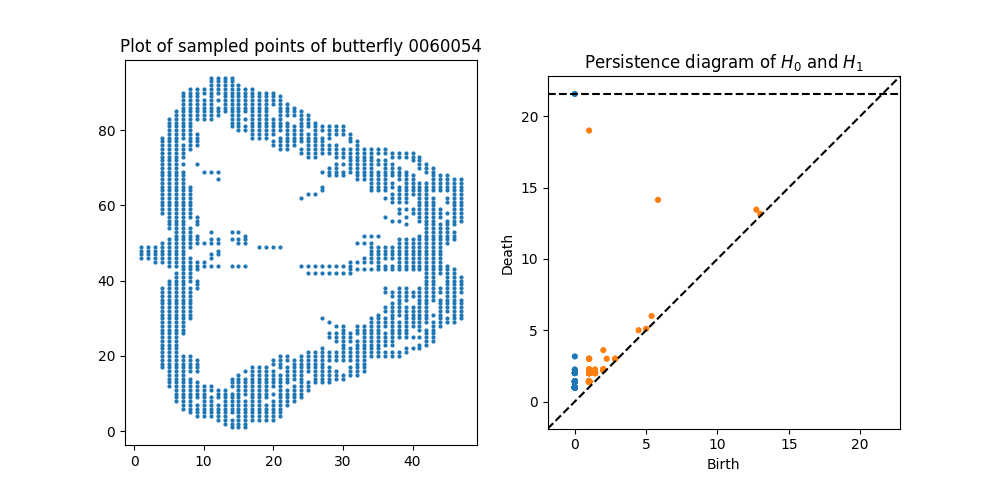 Plot of sampled points of butterfly 0060054
80
60
40
20
0
0 10 20 30 40
Persistence diagram of H₀ and H₁
20
15
10
5
0
Death
0 5 10 15 20
Birth